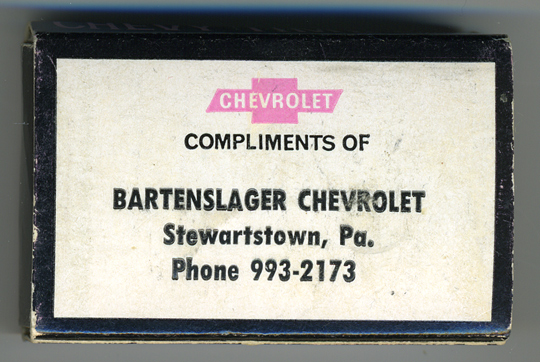 CHEVROLET
COMPLIMENTS OF
BARTENSLAGER CHEVROLET
Stewartstown, Pa.
Phone 993-2173